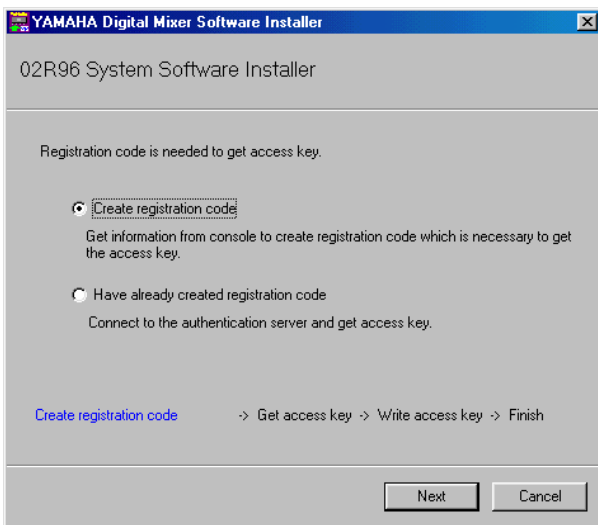 YAMAHA Digital Mixer Software Installer
02R96 System Software Installer
Registration code is needed to get access key.
Create registration code
Get information from console to create registration code which is necessary to get
the access key.
Have already created registration code
Connect to the authentication server and get access key.
Create registration code -> Get access key -> Write access key -> Finish
Next Cancel